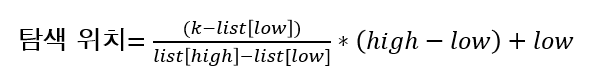 탐색 위치= (k−list[low]) / list[high]−list[low] * (high − low) + low